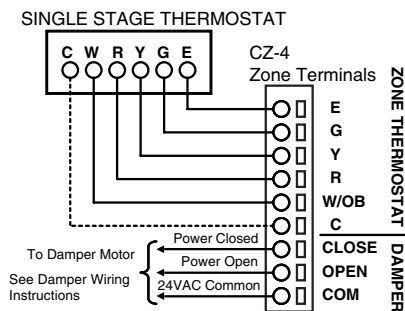 SINGLE STAGE THERMOSTAT
C W R Y G E
CZ-4
Zone Terminals
E
G
Y
R
W/OB
C
ZONE THERMOSTAT
CLOSE
OPEN
COM
DAMPER
Power Closed
Power Open
24VAC Common
To Damper Motor
See Damper Wiring
Instructions